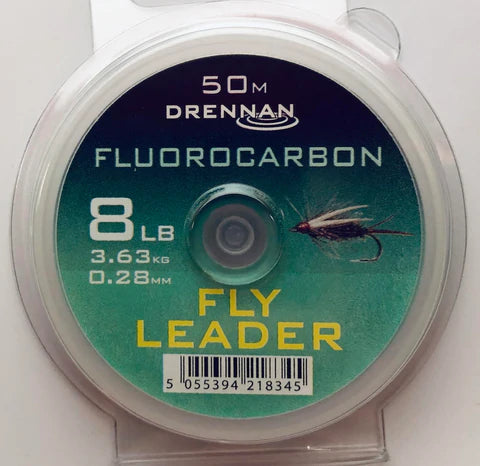 50M
DRENNAN
FLUOROCARBON
8LB
3.63KG
0.28MM
FLY
LEADER
5 055394 218345